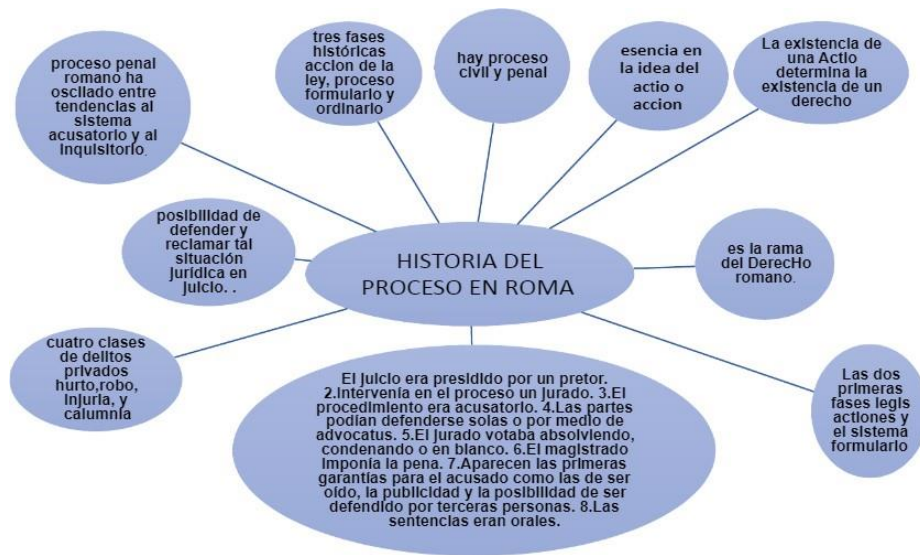 proceso penal
romano ha
oscilado entre
tendencias al
sistema
acusatorio y al
inquisitorio.
tres fases
históricas
accion de la
ley, proceso
formulario y
ordinario
hay proceso
civil y penal
esencia en
la idea del
actio o
accion
La existencia de
una Actio
determina la
existencia de un
derecho
posibilidad de
defender y
reclamar tal
situación
jurídica en
juicio. .
HISTORIA DEL
PROCESO EN ROMA
es la rama
del DerecHo
romano.
cuatro clases
de delitos
privados
hurto,robo,
injuria, y
calumnia
El juicio era presidido por un pretor.
2.Intervenía en el proceso un jurado. 3.El
procedimiento era acusatorio. 4.Las partes
podían defenderse solas o por medio de
advocatus. 5.El jurado votaba absolviendo,
condenando o en blanco. 6.El magistrado
imponía la pena. 7.Aparecen las primeras
garantías para el acusado como las de ser
oído, la publicidad y la posibilidad de ser
defendido por terceras personas. 8.Las
sentencias eran orales.
Las dos
primeras
fases legis
actiones y
el sistema
formulario